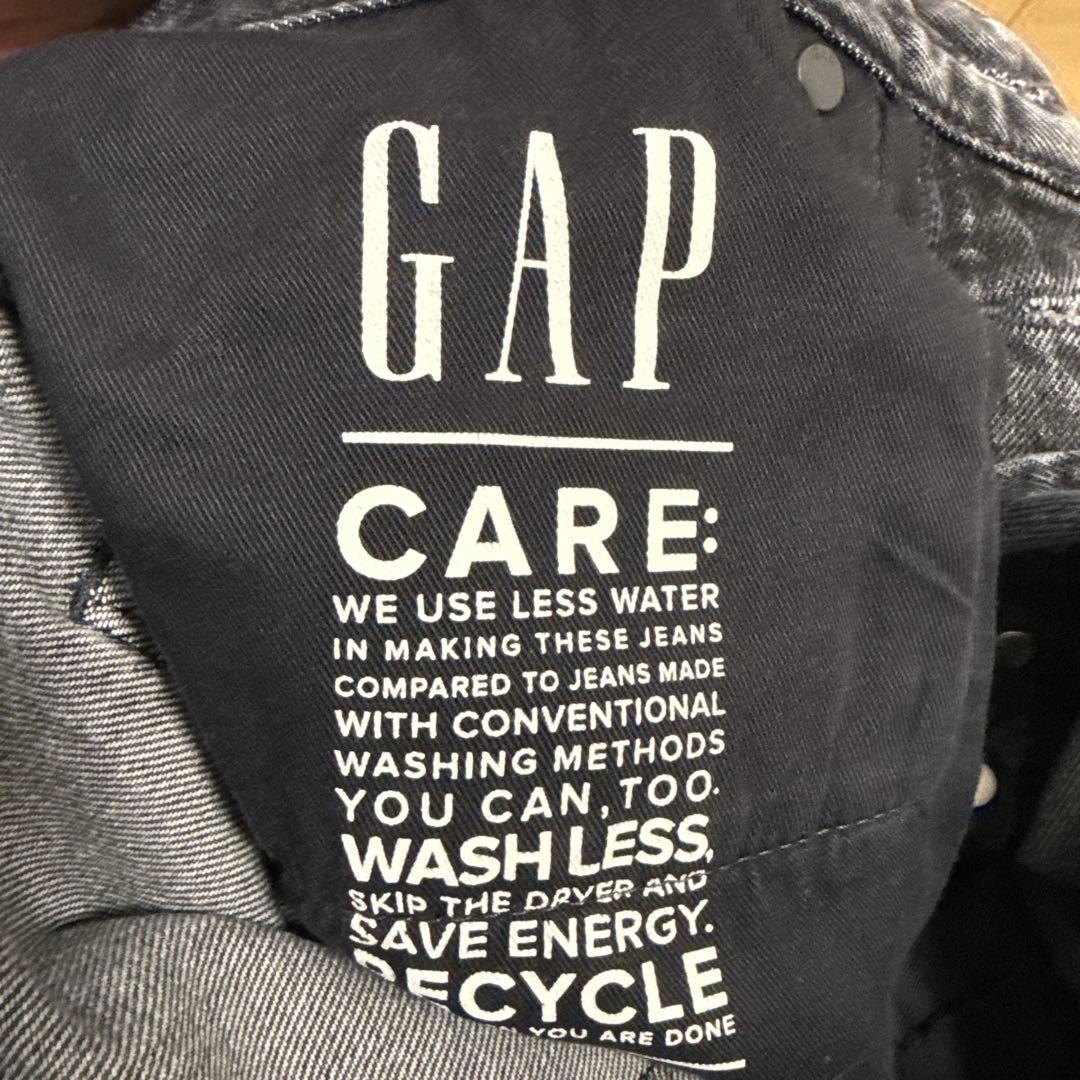 GAP
CARE:
WE USE LESS WATER
IN MAKING THESE JEANS
COMPARED TO JEANS MADE
WITH CONVENTIONAL
WASHING METHODS
YOU CAN, TOO.
WASH LESS,
SKIP THE DRYER AND
SAVE ENERGY.
RECYCLE
YOU ARE DONE